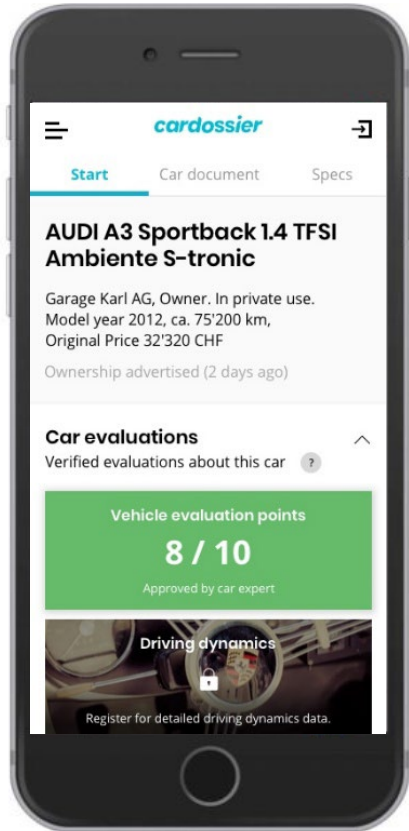 cardossier
Start Car document Specs
AUDI A3 Sportback 1.4 TFSI
Ambiente S-tronic
Garage Karl AG, Owner. In private use.
Model year 2012, ca. 75'200 km,
Original Price 32'320 CHF
Ownership advertised (2 days ago)
Car evaluations
Verified evaluations about this car ?
Vehicle evaluation points
8 / 10
Approved by car expert
Driving dynamics
Register for detailed driving dynamics data.